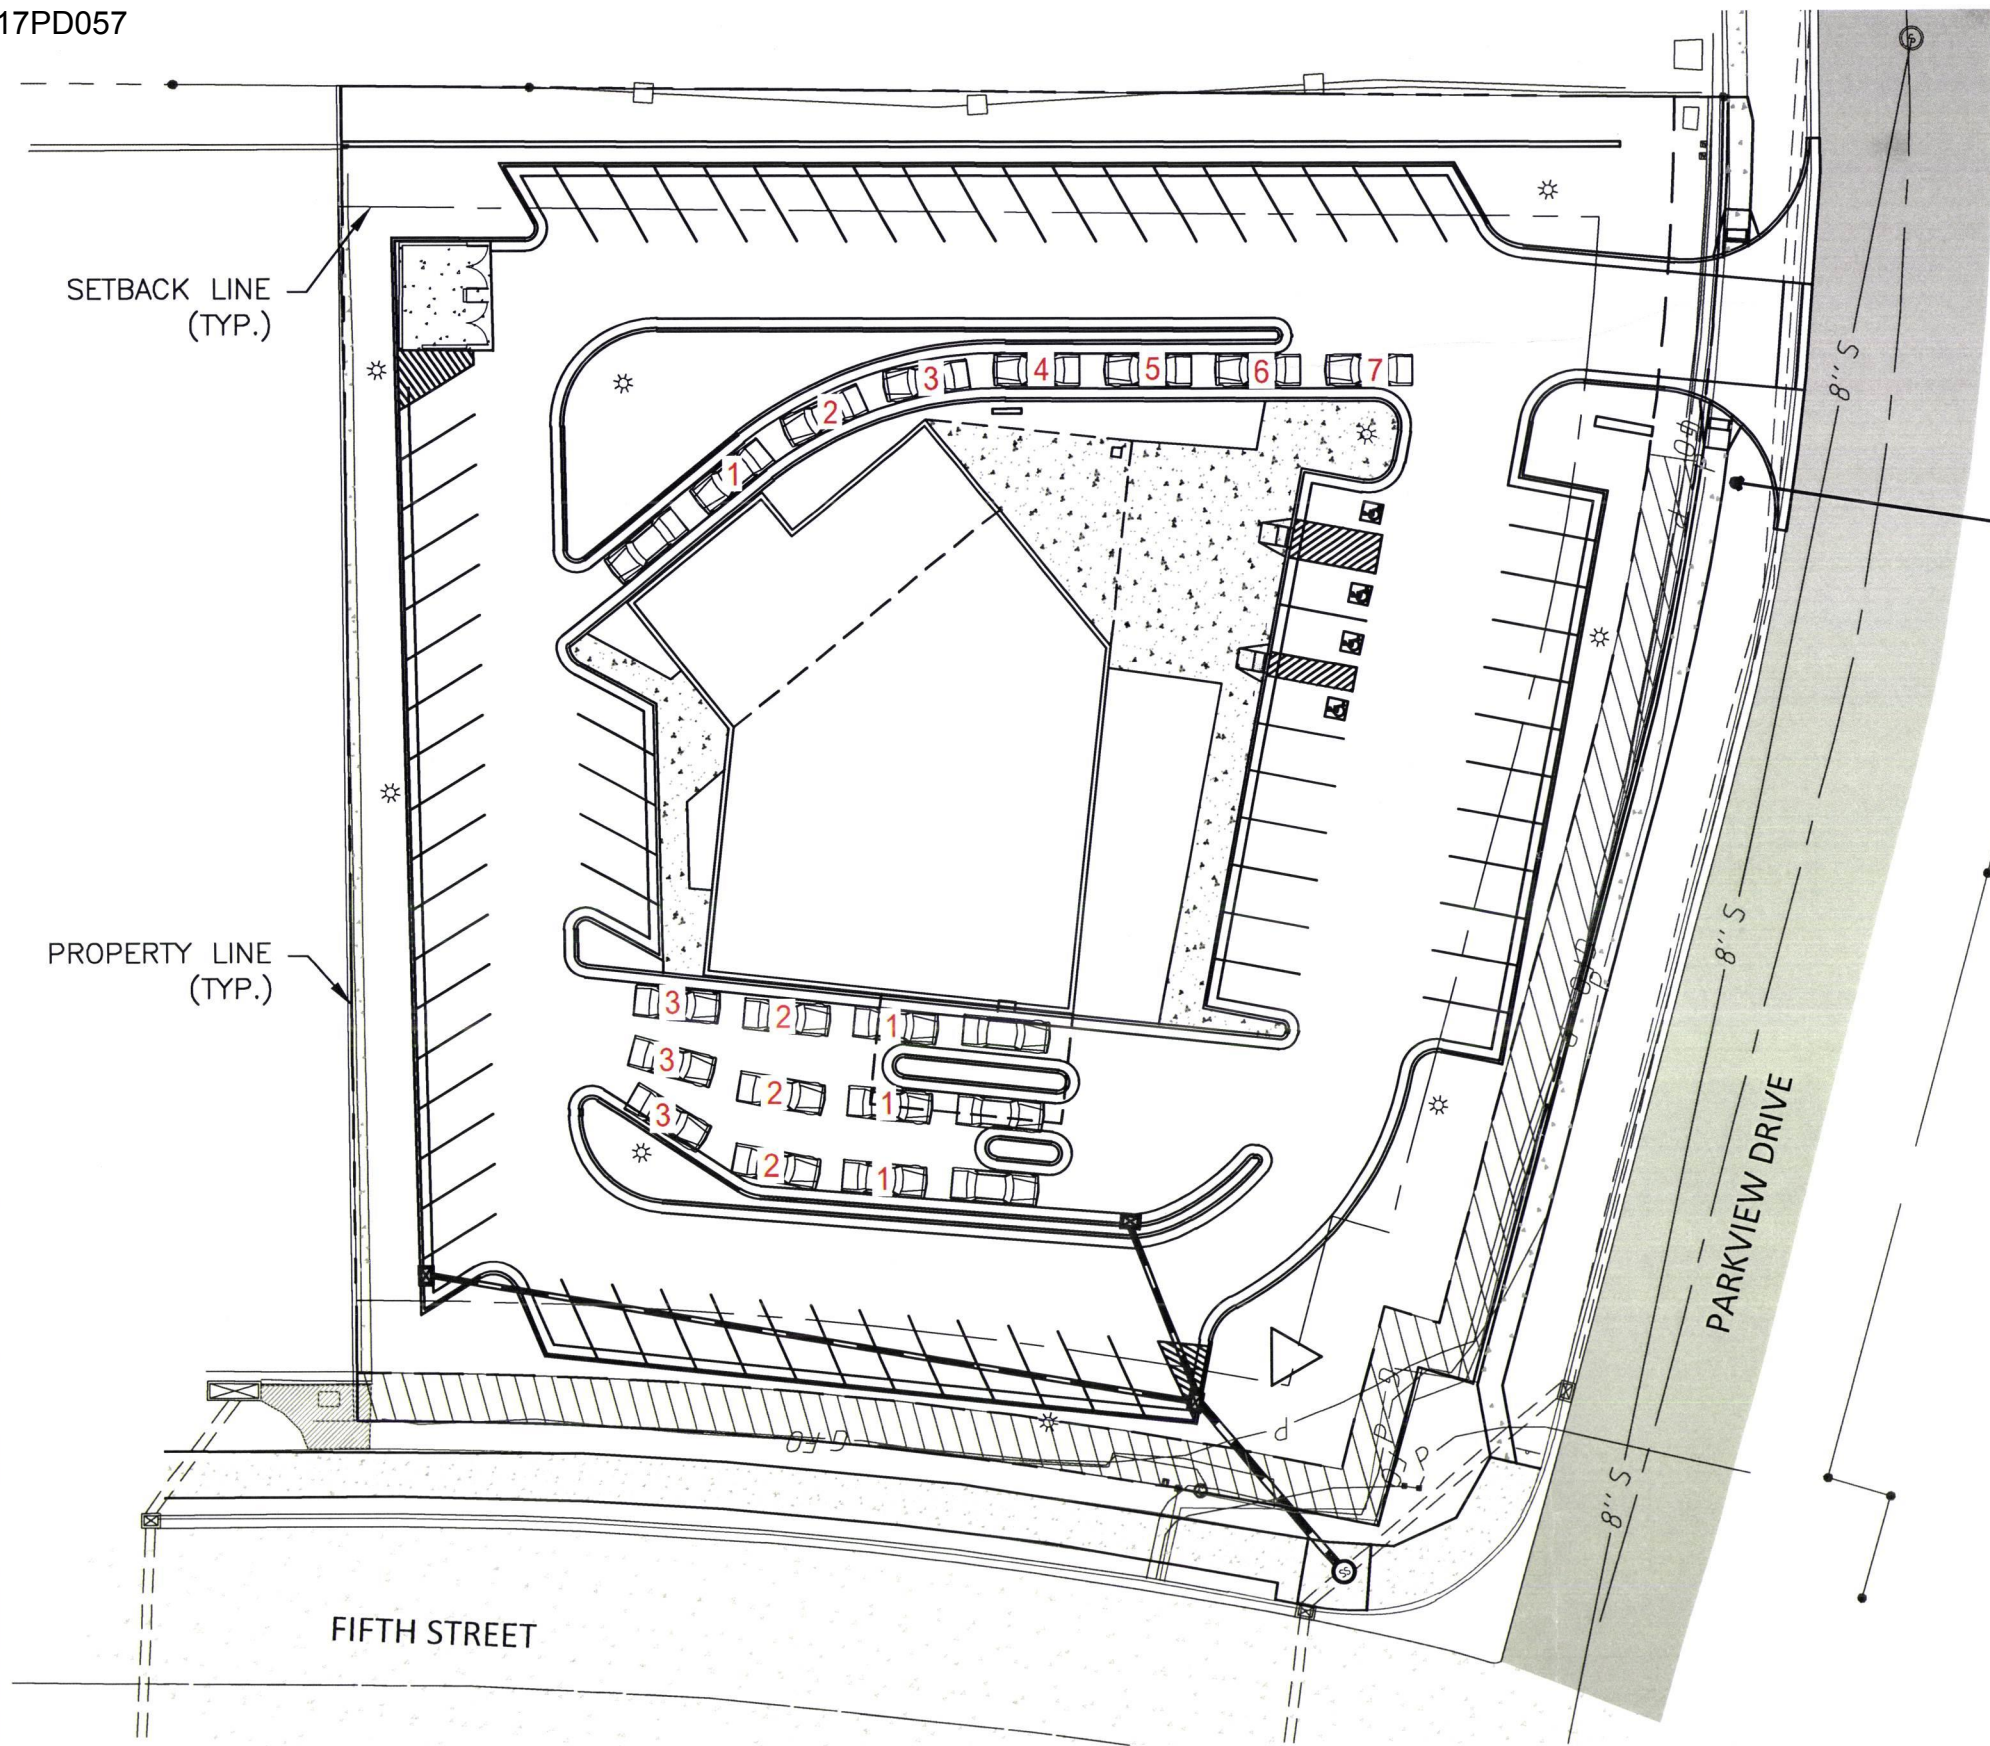 17PD057
SETBACK LINE
(TYP.)
8" S
1
2
3
4
5
6
7
PROPERTY LINE
(TYP.)
8" S
3
2
1
3
2
1
3
2
1
PARKVIEW DRIVE
G FO
P
P
P
P
8" S
FIFTH STREET